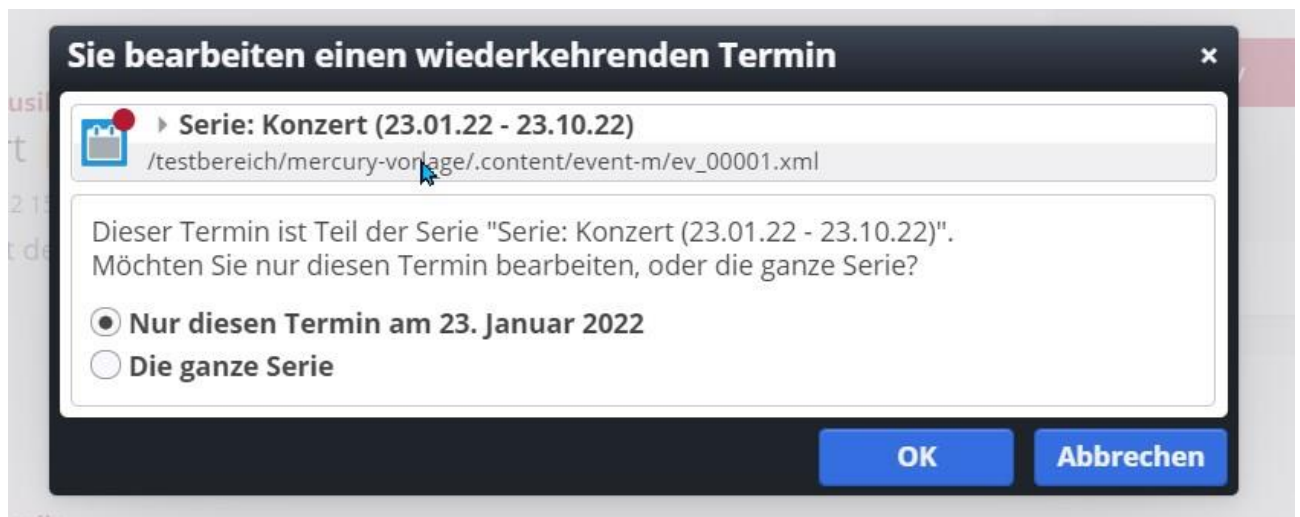 Sie bearbeiten einen wiederkehrenden Termin
Serie: Konzert (23.01.22 - 23.10.22)
/testbereich/mercury-vorlage/.content/event-m/ev_00001.xml
Dieser Termin ist Teil der Serie "Serie: Konzert (23.01.22 - 23.10.22)".
Möchten Sie nur diesen Termin bearbeiten, oder die ganze Serie?
Nur diesen Termin am 23. Januar 2022
Die ganze Serie
OK Abbrechen